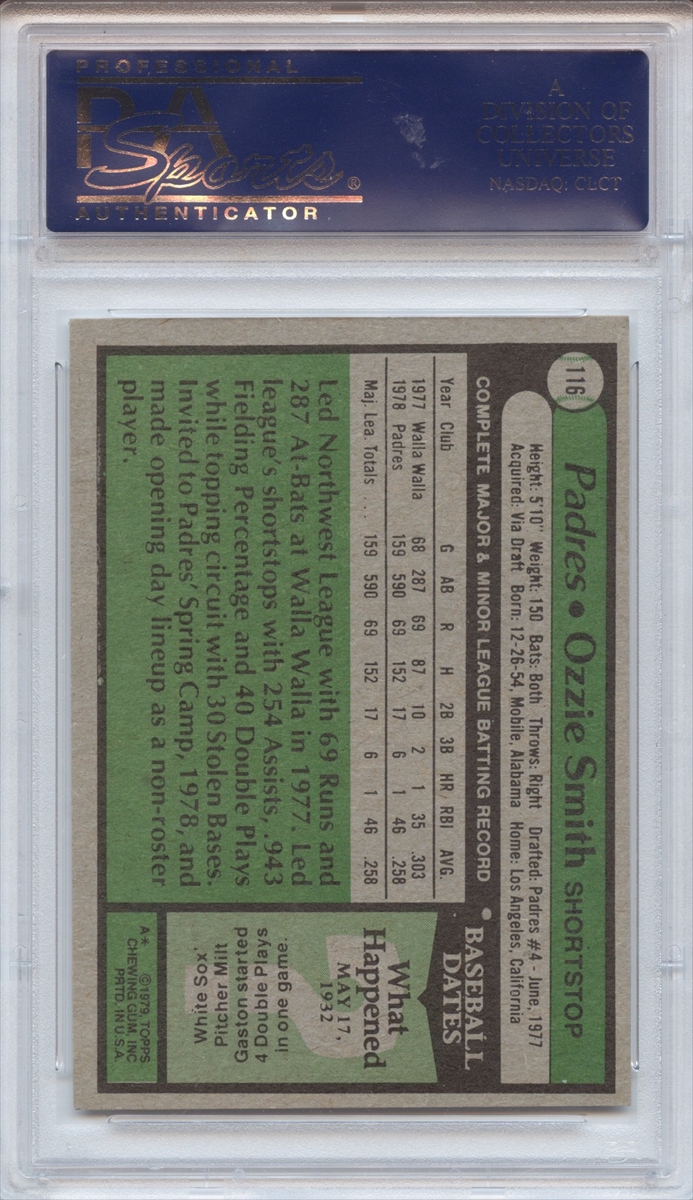 PROFESSIONAL
PSA
Sports®
AUTHENTICATOR
A
DIVISION OF
COLLECTORS
UNIVERSE
NASDAQ: CLCT
116
Padres • Ozzie Smith SHORTSTOP
Height: 5'10" Weight: 150 Bats: Both Throws: Right Drafted: Padres #4 - June, 1977
Acquired: Via Draft Born: 12-26-54, Mobile, Alabama Home: Los Angeles, California
COMPLETE MAJOR & MINOR LEAGUE BATTING RECORD
Year Club G AB R H 2B 3B HR RBI AVG.
1977 Walla Walla 68 287 69 87 10 2 1 35 .303
1978 Padres 159 590 69 152 17 6 1 46 .258
Maj. Lea. Totals . . . 159 590 69 152 17 6 1 46 .258
Led Northwest League with 69 Runs and
287 At-Bats at Walla Walla in 1977. Led
league's shortstops with 254 Assists, .943
Fielding Percentage and 40 Double Plays
while topping circuit with 30 Stolen Bases.
Invited to Padres' Spring Camp, 1978, and
made opening day lineup as a non-roster
player.
• BASEBALL
DATES
What
Happened
MAY 17,
1932
?
White Sox'
Pitcher Milt
Gaston started
4 Double Plays
in one game.
A* ©1979, TOPPS
CHEWING GUM, INC
PRTD. IN U.S.A.